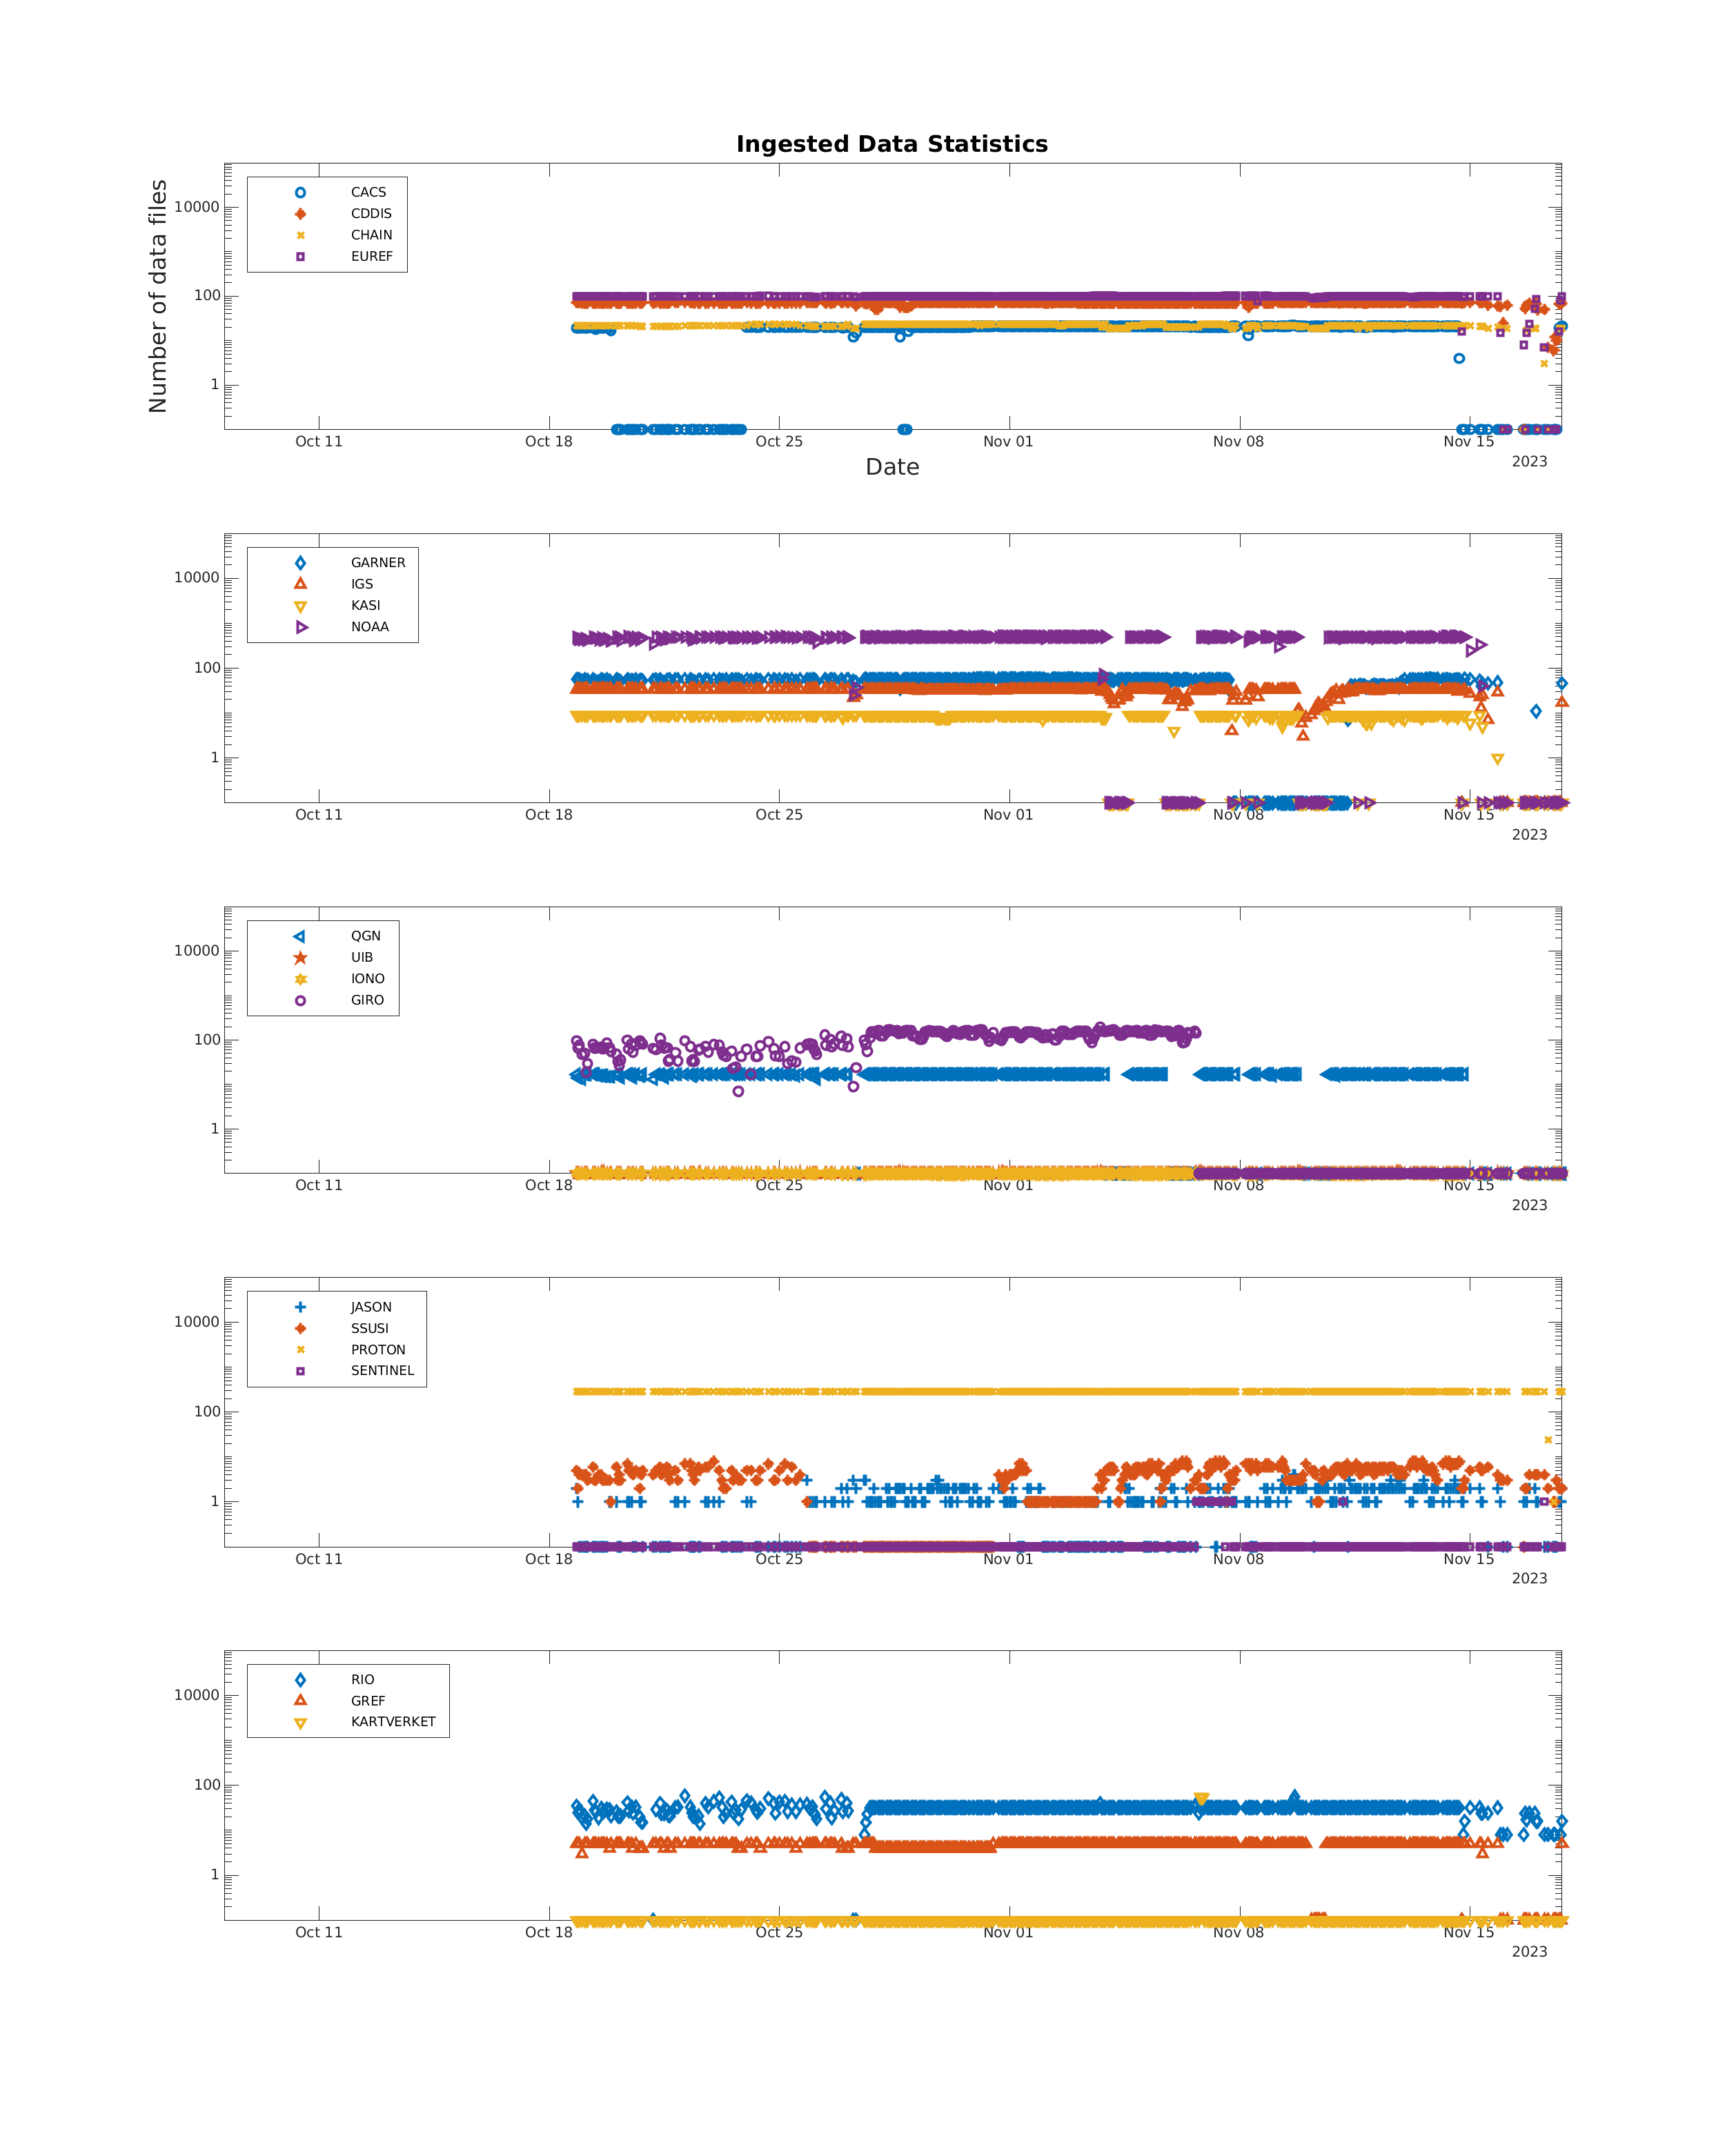 Ingested Data Statistics
Number of data files
10000
100
1
CACS
CDDIS
CHAIN
EUREF
Oct 11 Oct 18 Oct 25 Nov 01 Nov 08 Nov 15
2023
Date
10000
100
1
GARNER
IGS
KASI
NOAA
Oct 11 Oct 18 Oct 25 Nov 01 Nov 08 Nov 15
2023
10000
100
1
QGN
UIB
IONO
GIRO
Oct 11 Oct 18 Oct 25 Nov 01 Nov 08 Nov 15
2023
10000
100
1
JASON
SSUSI
PROTON
SENTINEL
Oct 11 Oct 18 Oct 25 Nov 01 Nov 08 Nov 15
2023
10000
100
1
RIO
GREF
KARTVERKET
Oct 11 Oct 18 Oct 25 Nov 01 Nov 08 Nov 15
2023